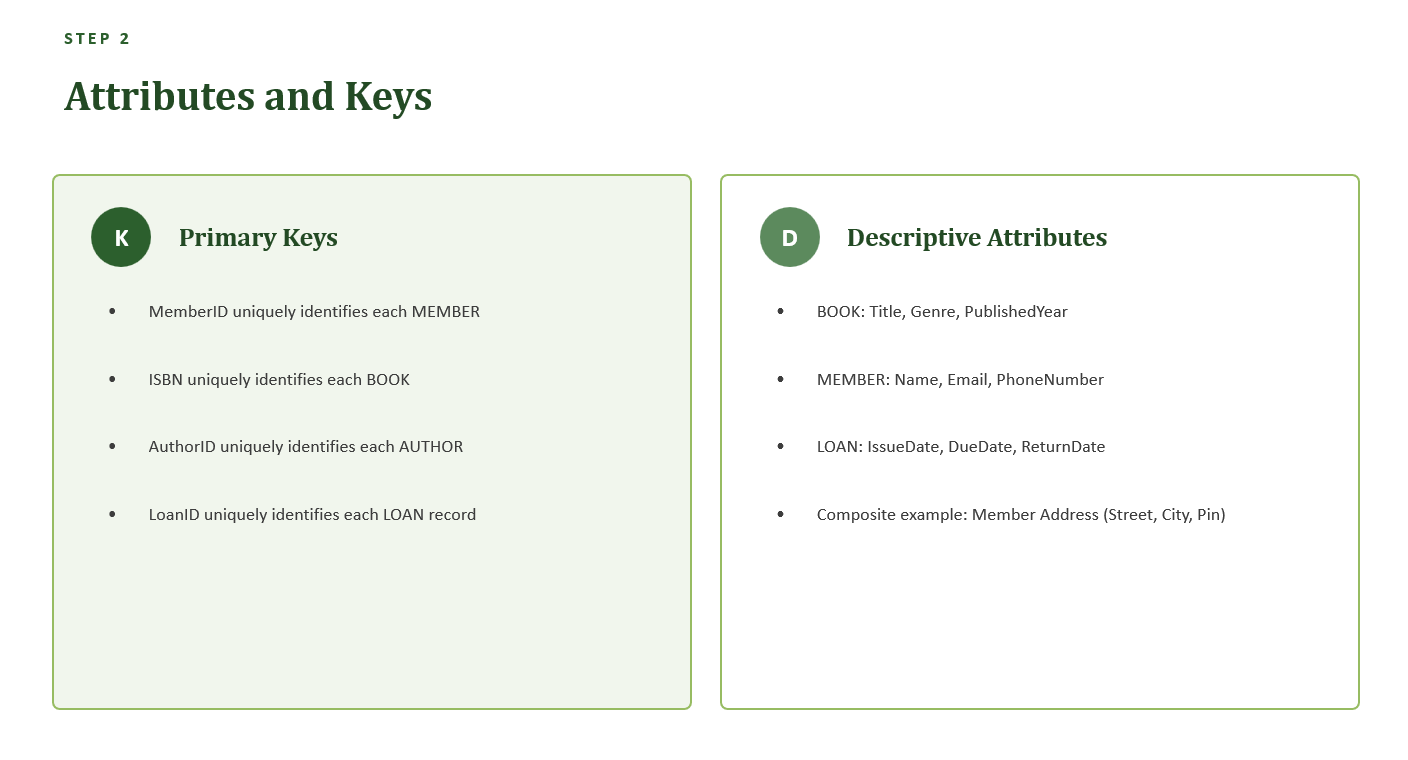 STEP 2
Attributes and Keys
K
Primary Keys
• MemberID uniquely identifies each MEMBER
• ISBN uniquely identifies each BOOK
• AuthorID uniquely identifies each AUTHOR
• LoanID uniquely identifies each LOAN record
D
Descriptive Attributes
• BOOK: Title, Genre, PublishedYear
• MEMBER: Name, Email, PhoneNumber
• LOAN: IssueDate, DueDate, ReturnDate
• Composite example: Member Address (Street, City, Pin)